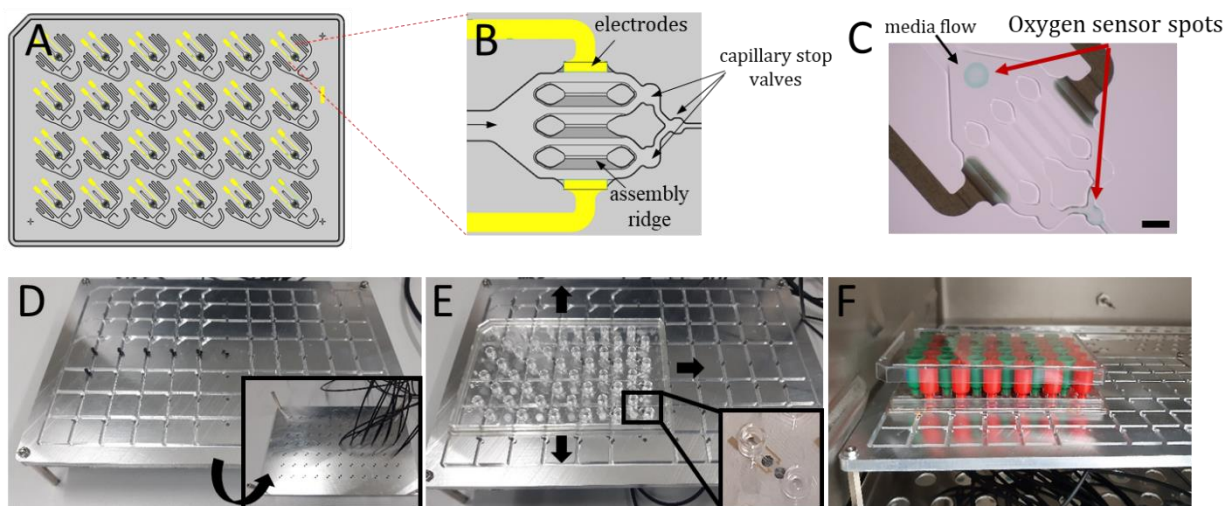 A
B
electrodes
capillary stop
valves
assembly
ridge
C
media flow
Oxygen sensor spots
D
E
F